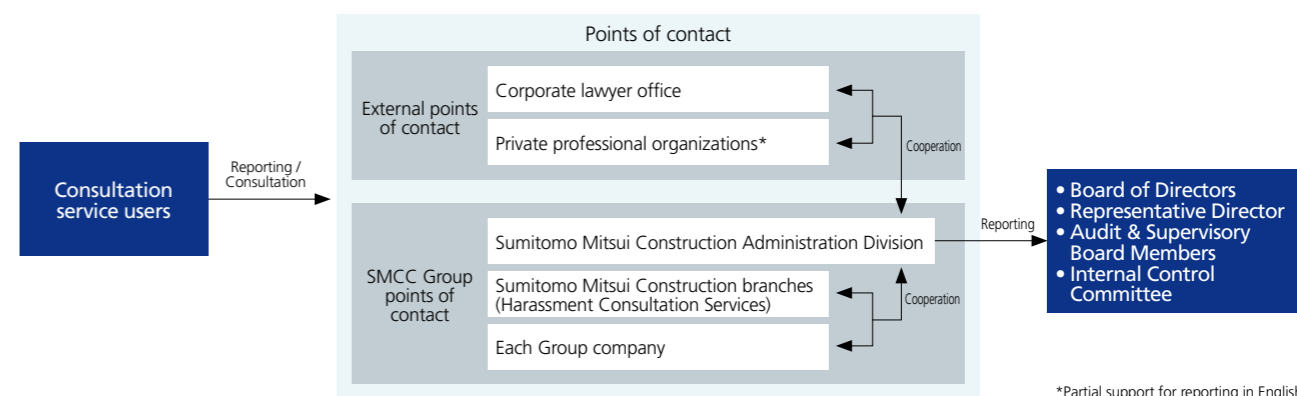 Points of contact
External points
of contact
Corporate lawyer office
Private professional organizations*
Cooperation
Consultation
service users
Reporting /
Consultation
SMCC Group
points of
contact
Sumitomo Mitsui Construction Administration Division
Sumitomo Mitsui Construction branches
(Harassment Consultation Services)
Each Group company
Cooperation
Reporting
• Board of Directors
• Representative Director
• Audit & Supervisory
Board Members
• Internal Control
Committee
*Partial support for reporting in English